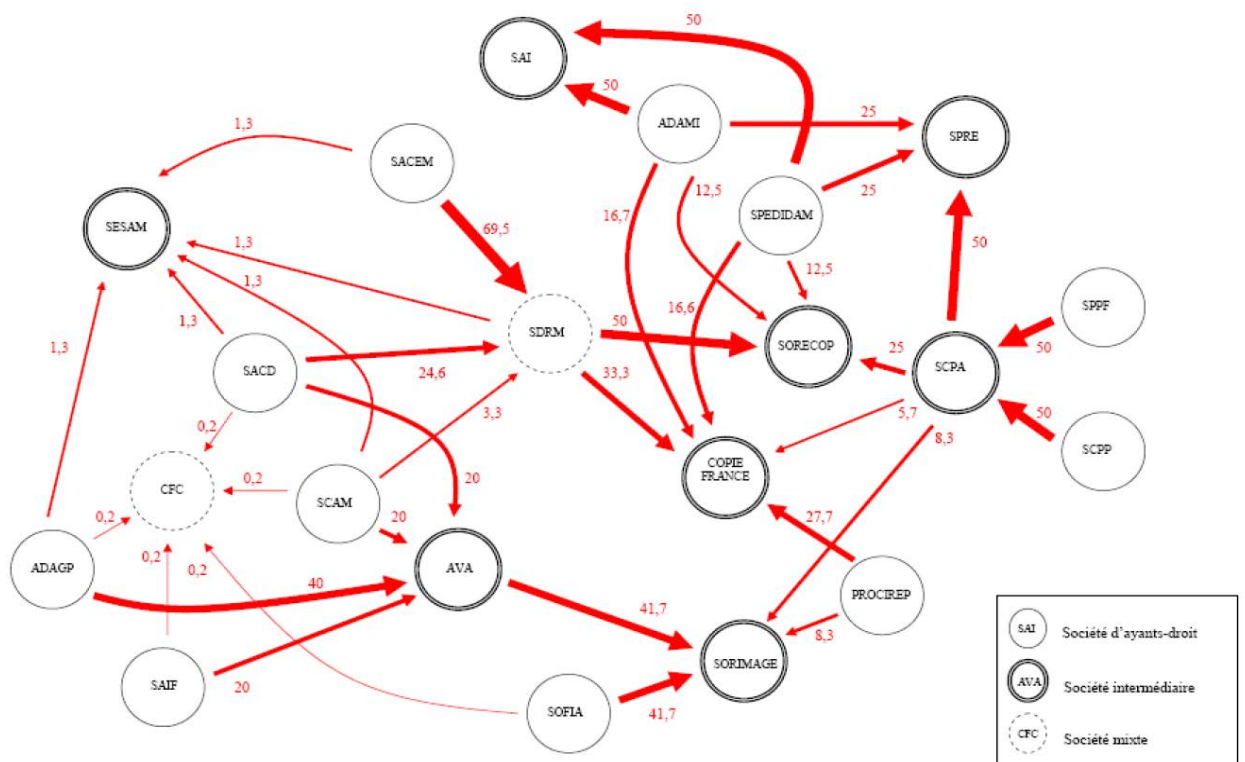 50
SAI
50
ADAMI
25
SPRE
1,3
SACEM
12,5
SPEDIDAM
25
16,7
SESAM
69,5
1,3
50
1,3
12,5
16,6
SPPF
1,3
SDRM
50
SORECOP
25
SCPA
50
1,3
SACD
24,6
33,3
5,7
50
3,3
8,3
SCPP
0,2
COPIE
FRANCE
CFC
20
SCAM
0,2
20
27,7
0,2
0,2
0,2
ADAGP
40
AVA
PROCIREP
41,7
8,3
SAIF
20
SORIMAGE
SOFIA
41,7
SAI
Société d'ayants-droit
AVA
Société intermédiaire
CFC
Société mixte